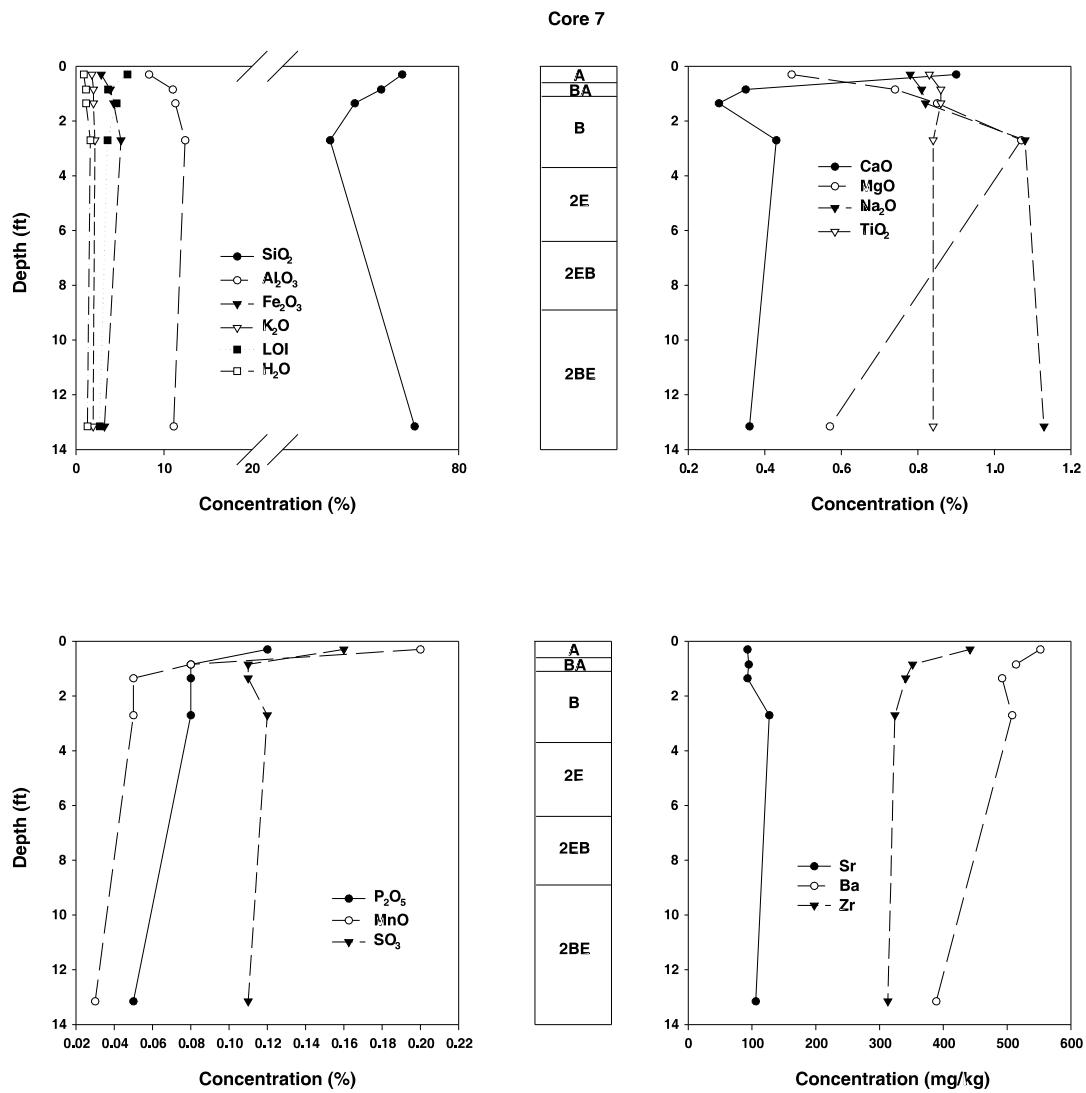 Core 7
0
2
4
6
8
10
12
14
Depth (ft)
0 10 20 80
Concentration (%)
SiO₂
Al₂O₃
Fe₂O₃
K₂O
LOI
H₂O
A
BA
B
2E
2EB
2BE
0
2
4
6
8
10
12
14
0.2 0.4 0.6 0.8 1.0 1.2
Concentration (%)
CaO
MgO
Na₂O
TiO₂
0
2
4
6
8
10
12
14
Depth (ft)
0.02 0.04 0.06 0.08 0.10 0.12 0.14 0.16 0.18 0.20 0.22
Concentration (%)
P₂O₅
MnO
SO₃
A
BA
B
2E
2EB
2BE
0
2
4
6
8
10
12
14
0 100 200 300 400 500 600
Concentration (mg/kg)
Sr
Ba
Zr